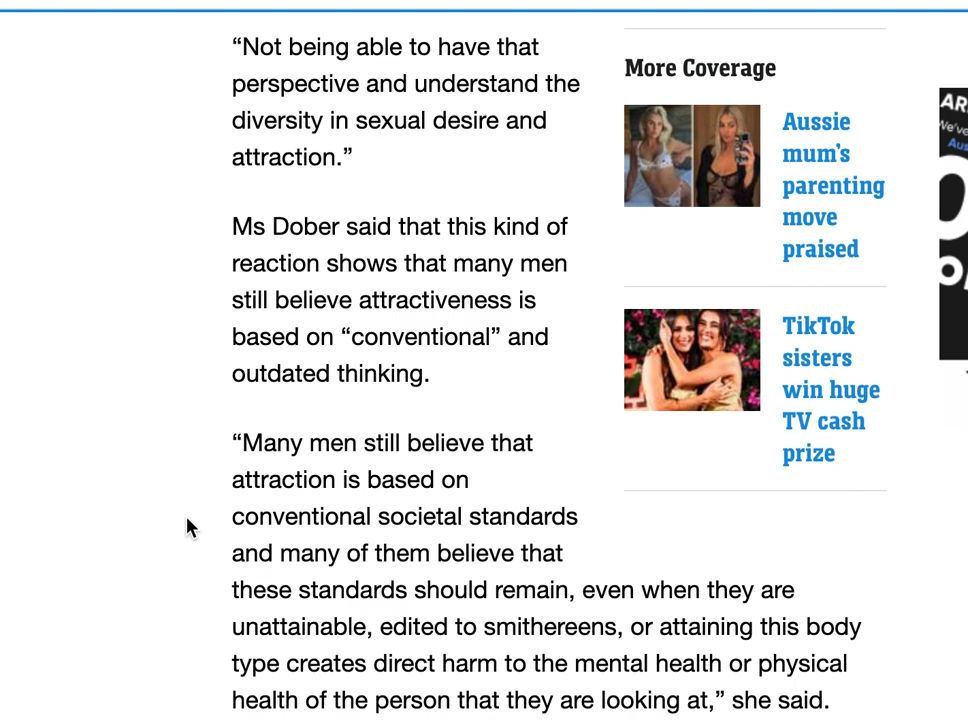 “Not being able to have that
perspective and understand the
diversity in sexual desire and
attraction.”
Ms Dober said that this kind of
reaction shows that many men
still believe attractiveness is
based on “conventional” and
outdated thinking.
“Many men still believe that
attraction is based on
conventional societal standards
and many of them believe that
these standards should remain, even when they are
unattainable, edited to smithereens, or attaining this body
type creates direct harm to the mental health or physical
health of the person that they are looking at,” she said.
More Coverage
Aussie
mum’s
parenting
move
praised
TikTok
sisters
win huge
TV cash
prize